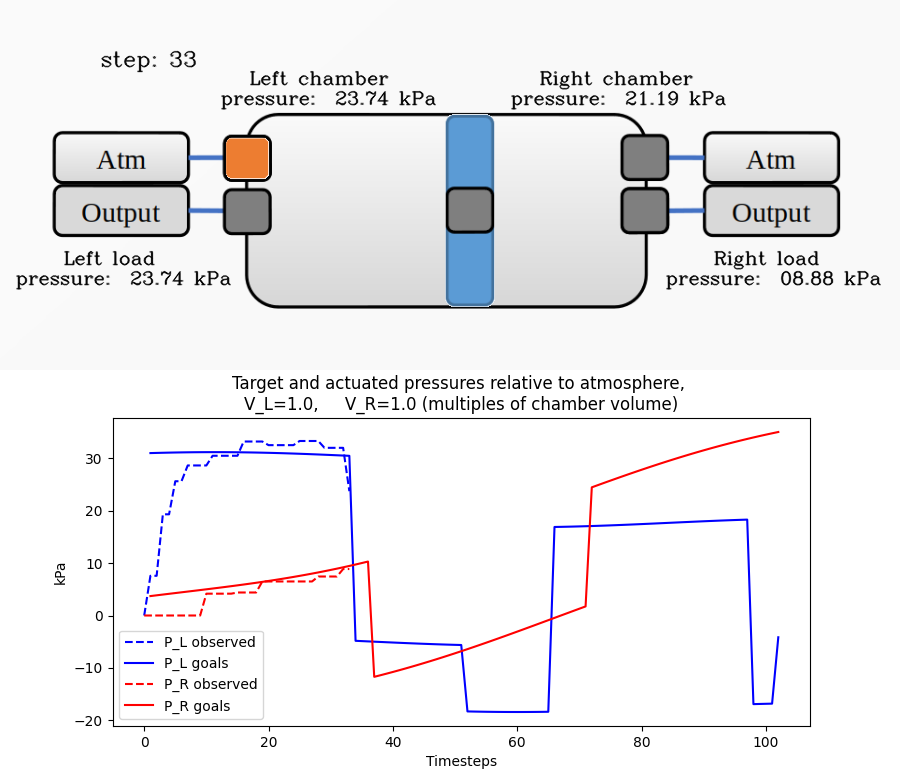 step: 33
Left chamber
pressure: 23.74 kPa
Right chamber
pressure: 21.19 kPa
Atm
Output
Atm
Output
Left load
pressure: 23.74 kPa
Right load
pressure: 08.88 kPa
Target and actuated pressures relative to atmosphere,
V_L=1.0, V_R=1.0 (multiples of chamber volume)
30
20
10
0
−10
−20
kPa
P_L observed
P_L goals
P_R observed
P_R goals
0 20 40 60 80 100
Timesteps